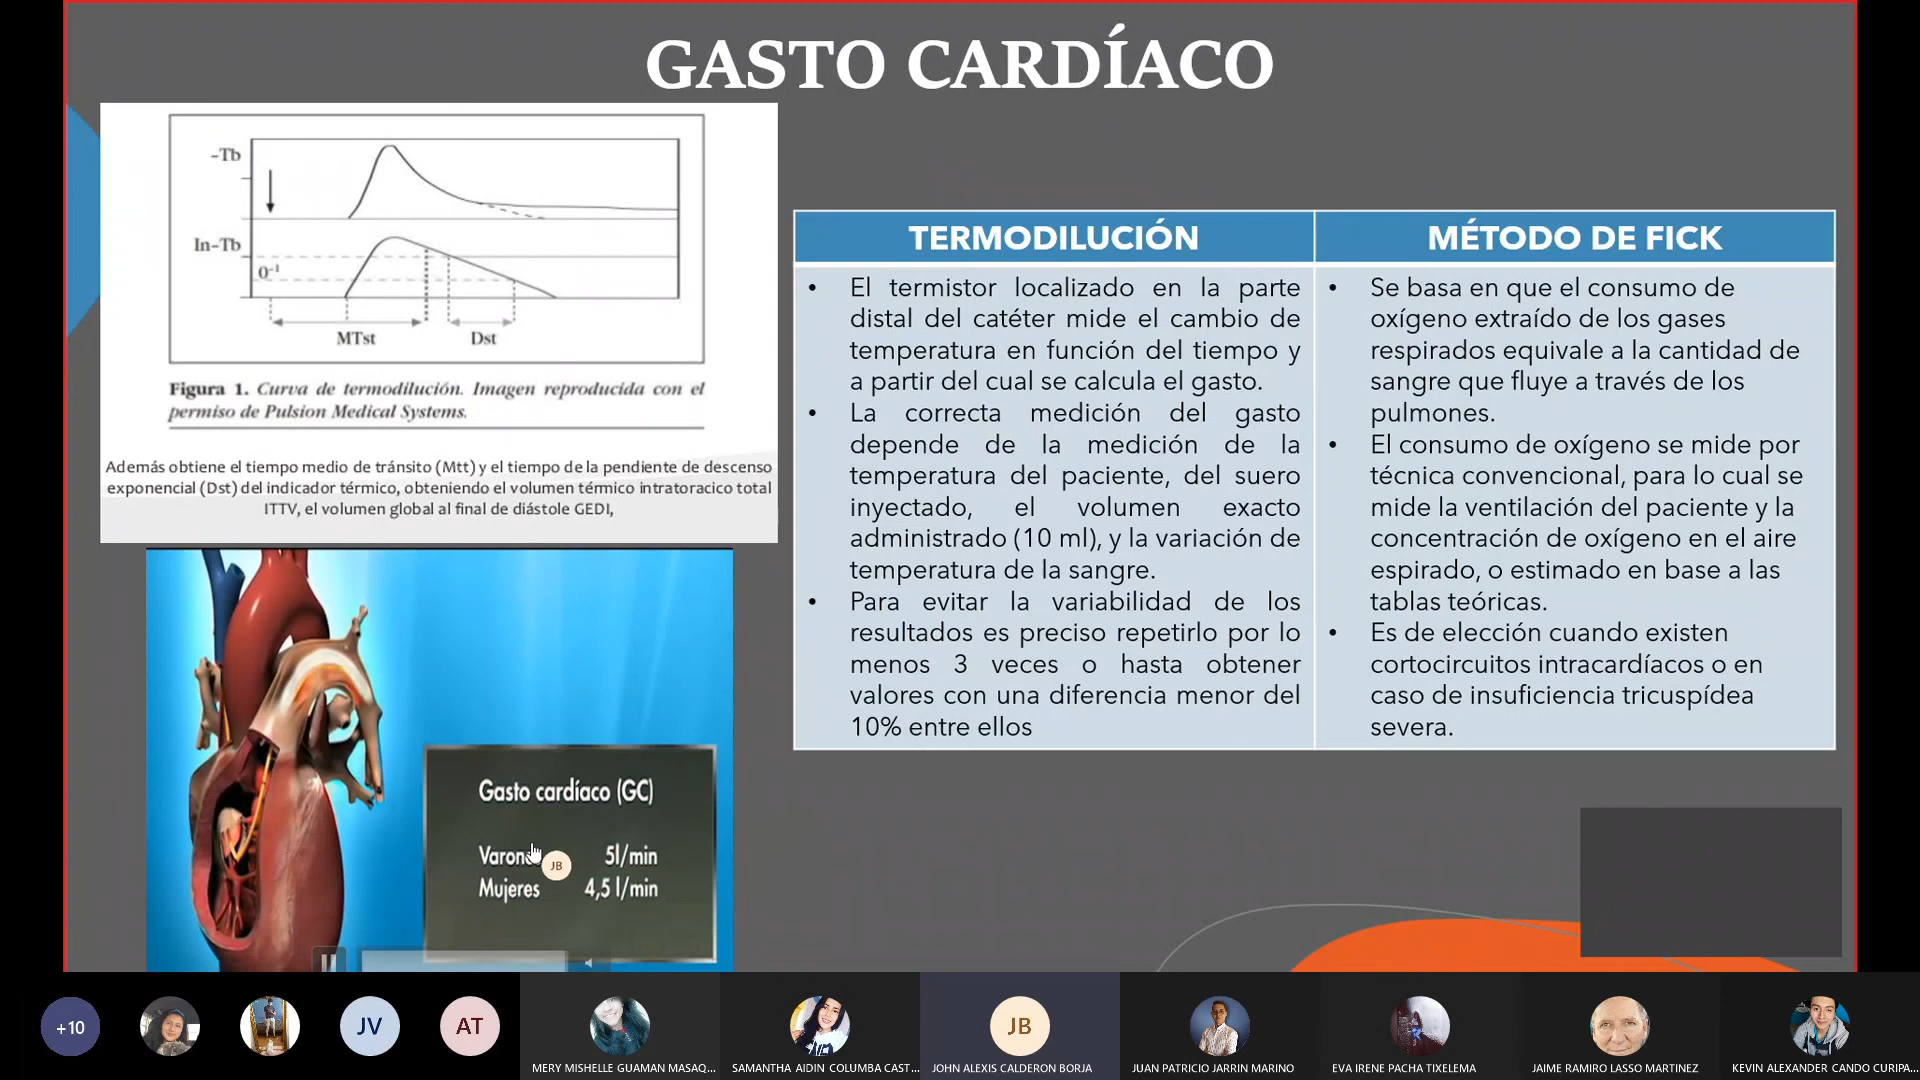 GASTO CARDÍACO
-Tb
In-Tb
0-1
MTst
Dst
Figura 1. Curva de termodilución. Imagen reproducida con el
permiso de Pulsion Medical Systems.
Además obtiene el tiempo medio de tránsito (Mtt) y el tiempo de la pendiente de descenso
exponencial (Dst) del indicador térmico, obteniendo el volumen térmico intratoracico total
ITTV, el volumen global al final de diástole GEDI,
TERMODILUCIÓN
• El termistor localizado en la parte
distal del catéter mide el cambio de
temperatura en función del tiempo y
a partir del cual se calcula el gasto.
• La correcta medición del gasto
depende de la medición de la
temperatura del paciente, del suero
inyectado, el volumen exacto
administrado (10 ml), y la variación de
temperatura de la sangre.
• Para evitar la variabilidad de los
resultados es preciso repetirlo por lo
menos 3 veces o hasta obtener
valores con una diferencia menor del
10% entre ellos
MÉTODO DE FICK
• Se basa en que el consumo de
oxígeno extraído de los gases
respirados equivale a la cantidad de
sangre que fluye a través de los
pulmones.
• El consumo de oxígeno se mide por
técnica convencional, para lo cual se
mide la ventilación del paciente y la
concentración de oxígeno en el aire
espirado, o estimado en base a las
tablas teóricas.
• Es de elección cuando existen
cortocircuitos intracardíacos o en
caso de insuficiencia tricuspídea
severa.
Gasto cardíaco (GC)
5l/min
JB
Mujeres 4,5 l/min
+10
JV
AT
JB
MERY MISHELLE GUAMAN MASAQ...
SAMANTHA AIDIN COLUMBA CAST...
JOHN ALEXIS CALDERON BORJA
JUAN PATRICIO JARRIN MARINO
EVA IRENE PACHA TIXELEMA
JAIME RAMIRO LASSO MARTINEZ
KEVIN ALEXANDER CANDO CURIPA...